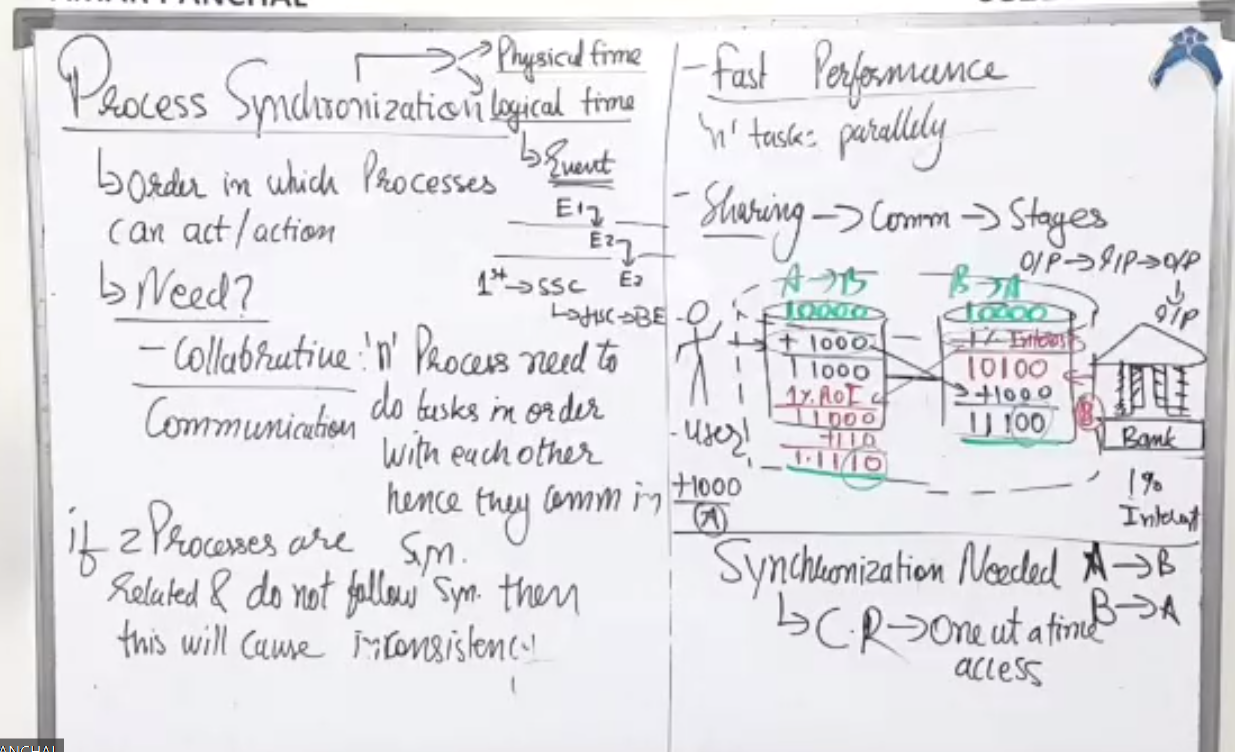 Process Synchronization
Physical time
logical time
↳ Event
E1
E2
E3
↳ Order in which Processes
can act/action
↳ Need?
1st → SSC
↳ HSC → BE
- Collabrative
Communication
: 'n' Process need to
do tasks in order
with each other
hence they comm in
Syn.
if 2 Processes are
related & do not follow Syn. then
this will cause inconsistency
- Fast Performance
'n' tasks parallely
- Sharing → Comm → Stages
O/P → I/P → O/P
↓
I/P
A → B
10000
+ 1000
11000
1% ROI
11000
+110
11110
B → A
10000
1% Interest
10100
+1000
11100
- User
+1000
(A)
B
Bank
1%
Interest
Synchronization Needed A → B
B → A
↳ C.R → One at a time
access
ANCHAL